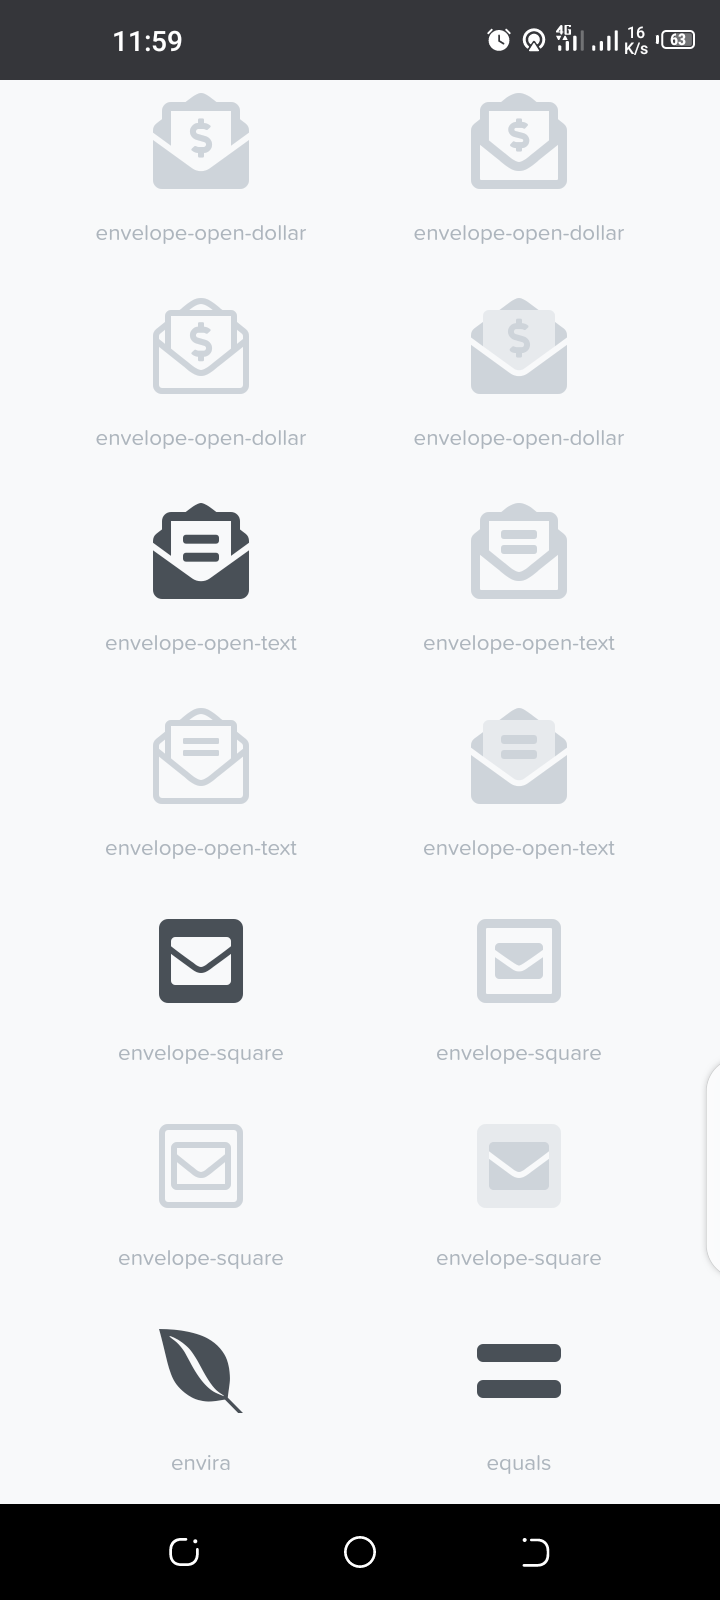 11:59
4G
16
K/s
63
$
$
envelope-open-dollar
envelope-open-dollar
$
$
envelope-open-dollar
envelope-open-dollar
envelope-open-text
envelope-open-text
envelope-open-text
envelope-open-text
envelope-square
envelope-square
envelope-square
envelope-square
envira
equals